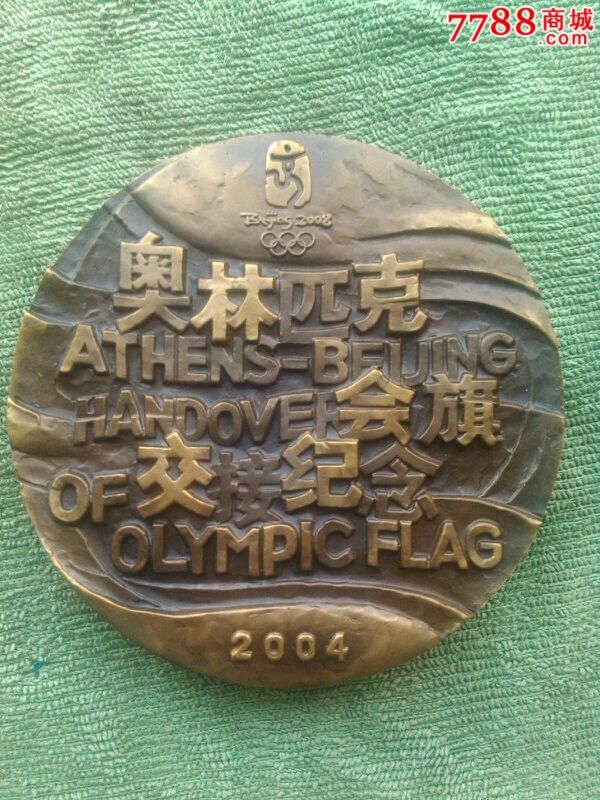 7788商城
.com
Beijing 2008
奥林匹克
ATHENS-BEIJING
HANDOVER会旗
OF交接纪念
OLYMPIC FLAG
2004